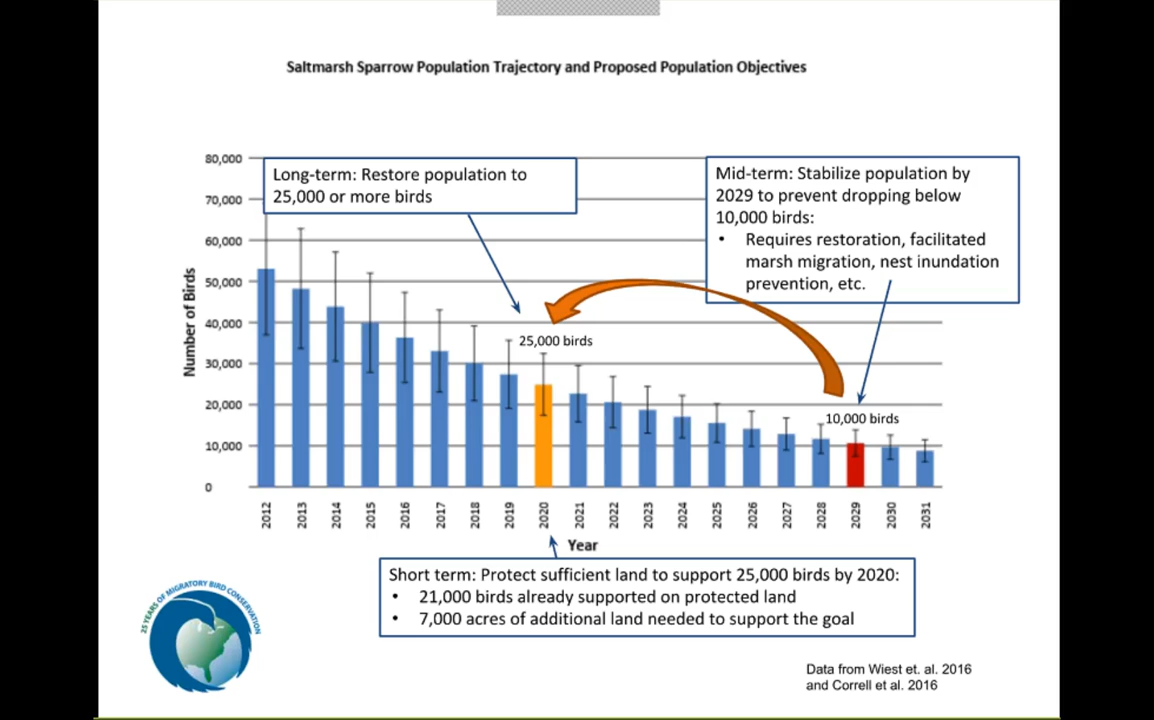 Saltmarsh Sparrow Population Trajectory and Proposed Population Objectives
80,000
70,000
60,000
50,000
40,000
30,000
20,000
10,000
0
Number of Birds
Long-term: Restore population to
25,000 or more birds
Mid-term: Stabilize population by
2029 to prevent dropping below
10,000 birds:
• Requires restoration, facilitated
marsh migration, nest inundation
prevention, etc.
25,000 birds
10,000 birds
2012 2013 2014 2015 2016 2017 2018 2019 2020 2021 2022 2023 2024 2025 2026 2027 2028 2029 2030 2031
Year
Short term: Protect sufficient land to support 25,000 birds by 2020:
• 21,000 birds already supported on protected land
• 7,000 acres of additional land needed to support the goal
25 YEARS OF MIGRATORY BIRD CONSERVATION
Data from Wiest et. al. 2016
and Correll et al. 2016